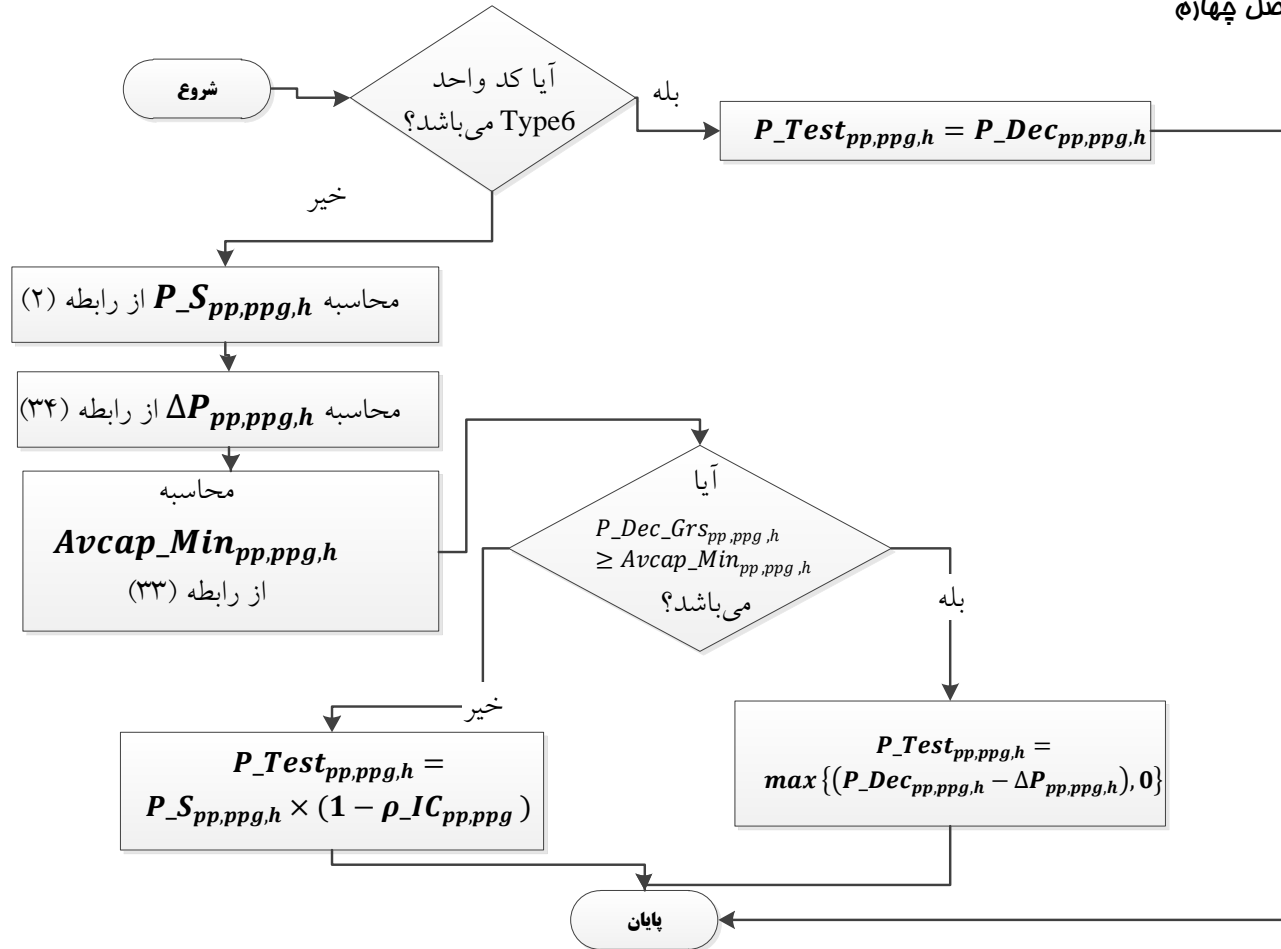 صل چهارم
شروع
آیا کد واحد
Type6 می‌باشد؟
بله
P_Test_{pp,ppg,h} = P_Dec_{pp,ppg,h}
خیر
محاسبه P_S_{pp,ppg,h} از رابطه (۲)
محاسبه ΔP_{pp,ppg,h} از رابطه (۳۴)
محاسبه
Avcap_Min_{pp,ppg,h}
از رابطه (۳۳)
آیا
P_Dec_Grs_{pp,ppg,h}
≥ Avcap_Min_{pp,ppg,h}
می‌باشد؟
بله
خیر
P_Test_{pp,ppg,h} =
P_S_{pp,ppg,h} × (1 − ρ_IC_{pp,ppg})
P_Test_{pp,ppg,h} =
max{(P_Dec_{pp,ppg,h} − ΔP_{pp,ppg,h}), 0}
پایان